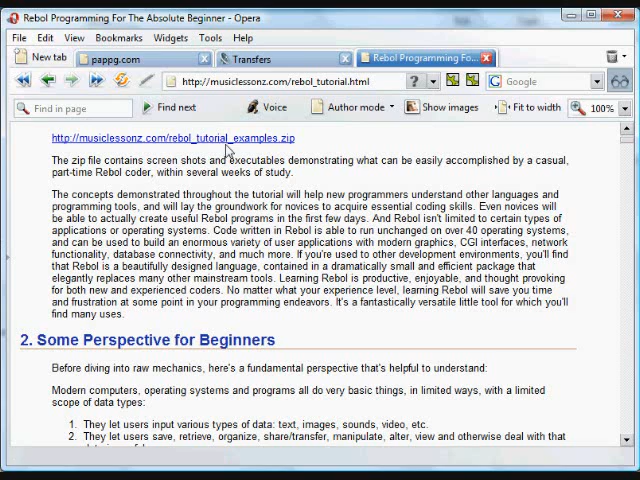 Rebol Programming For The Absolute Beginner - Opera
File Edit View Bookmarks Widgets Tools Help
New tab pappg.com Transfers Rebol Programming Fo...
http://musiclessonz.com/rebol_tutorial.html ? Google
Find in page Find next Voice Author mode Show images Fit to width 100%
http://musiclessonz.com/rebol_tutorial_examples.zip
The zip file contains screen shots and executables demonstrating what can be easily accomplished by a casual,
part-time Rebol coder, within several weeks of study.
The concepts demonstrated throughout the tutorial will help new programmers understand other languages and
programming tools, and will lay the groundwork for novices to acquire essential coding skills. Even novices will
be able to actually create useful Rebol programs in the first few days. And Rebol isn't limited to certain types of
applications or operating systems. Code written in Rebol is able to run unchanged on over 40 operating systems,
and can be used to build an enormous variety of user applications with modern graphics, CGI interfaces, network
functionality, database connectivity, and much more. If you're used to other development environments, you'll find
that Rebol is a beautifully designed language, contained in a dramatically small and efficient package that
elegantly replaces many other mainstream tools. Learning Rebol is productive, enjoyable, and thought provoking
for both new and experienced coders. No matter what your experience level, learning Rebol will save you time
and frustration at some point in your programming endeavors. It's a fantastically versatile little tool for which you'll
find many uses.
2. Some Perspective for Beginners
Before diving into raw mechanics, here's a fundamental perspective that's helpful to understand:
Modern computers, operating systems and programs all do very basic things, in limited ways, with a limited
scope of data types:
1. They let users input various types of data: text, images, sounds, video, etc.
2. They let users save, retrieve, organize, share/transfer, manipulate, alter, view and otherwise deal with that